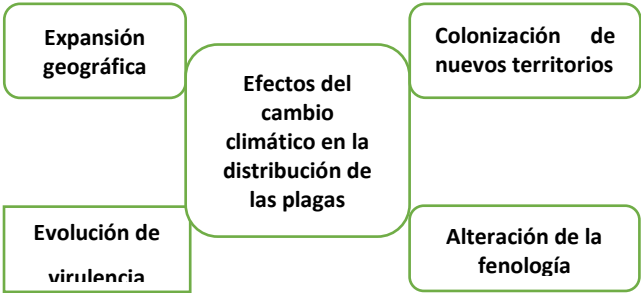 Expansión
geográfica
Colonización de
nuevos territorios
Efectos del
cambio
climático en la
distribución de
las plagas
Evolución de
virulencia
Alteración de la
fenología